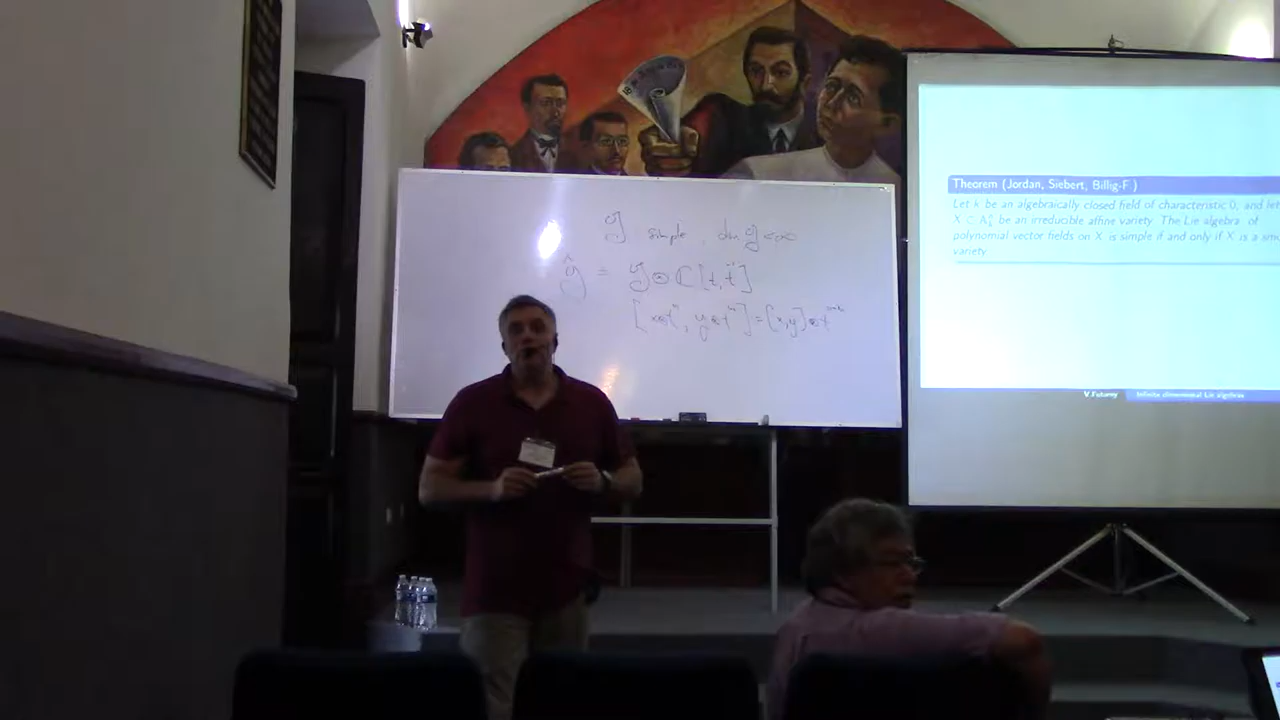 𝔤 simple, dim 𝔤 < ∞
ĝ = 𝔤 ⊗ ℂ[t, t⁻¹]
[x⊗tⁿ, y⊗tᵐ] = [x,y]⊗tⁿ⁺ᵐ
Theorem (Jordan, Siebert, Billig-F.)
Let k be an algebraically closed field of characteristic 0, and let
X ⊂ 𝔸ⁿₖ be an irreducible affine variety. The Lie algebra of
polynomial vector fields on X is simple if and only if X is a smo
variety
V.Futorny Infinite dimensional Lie algebras